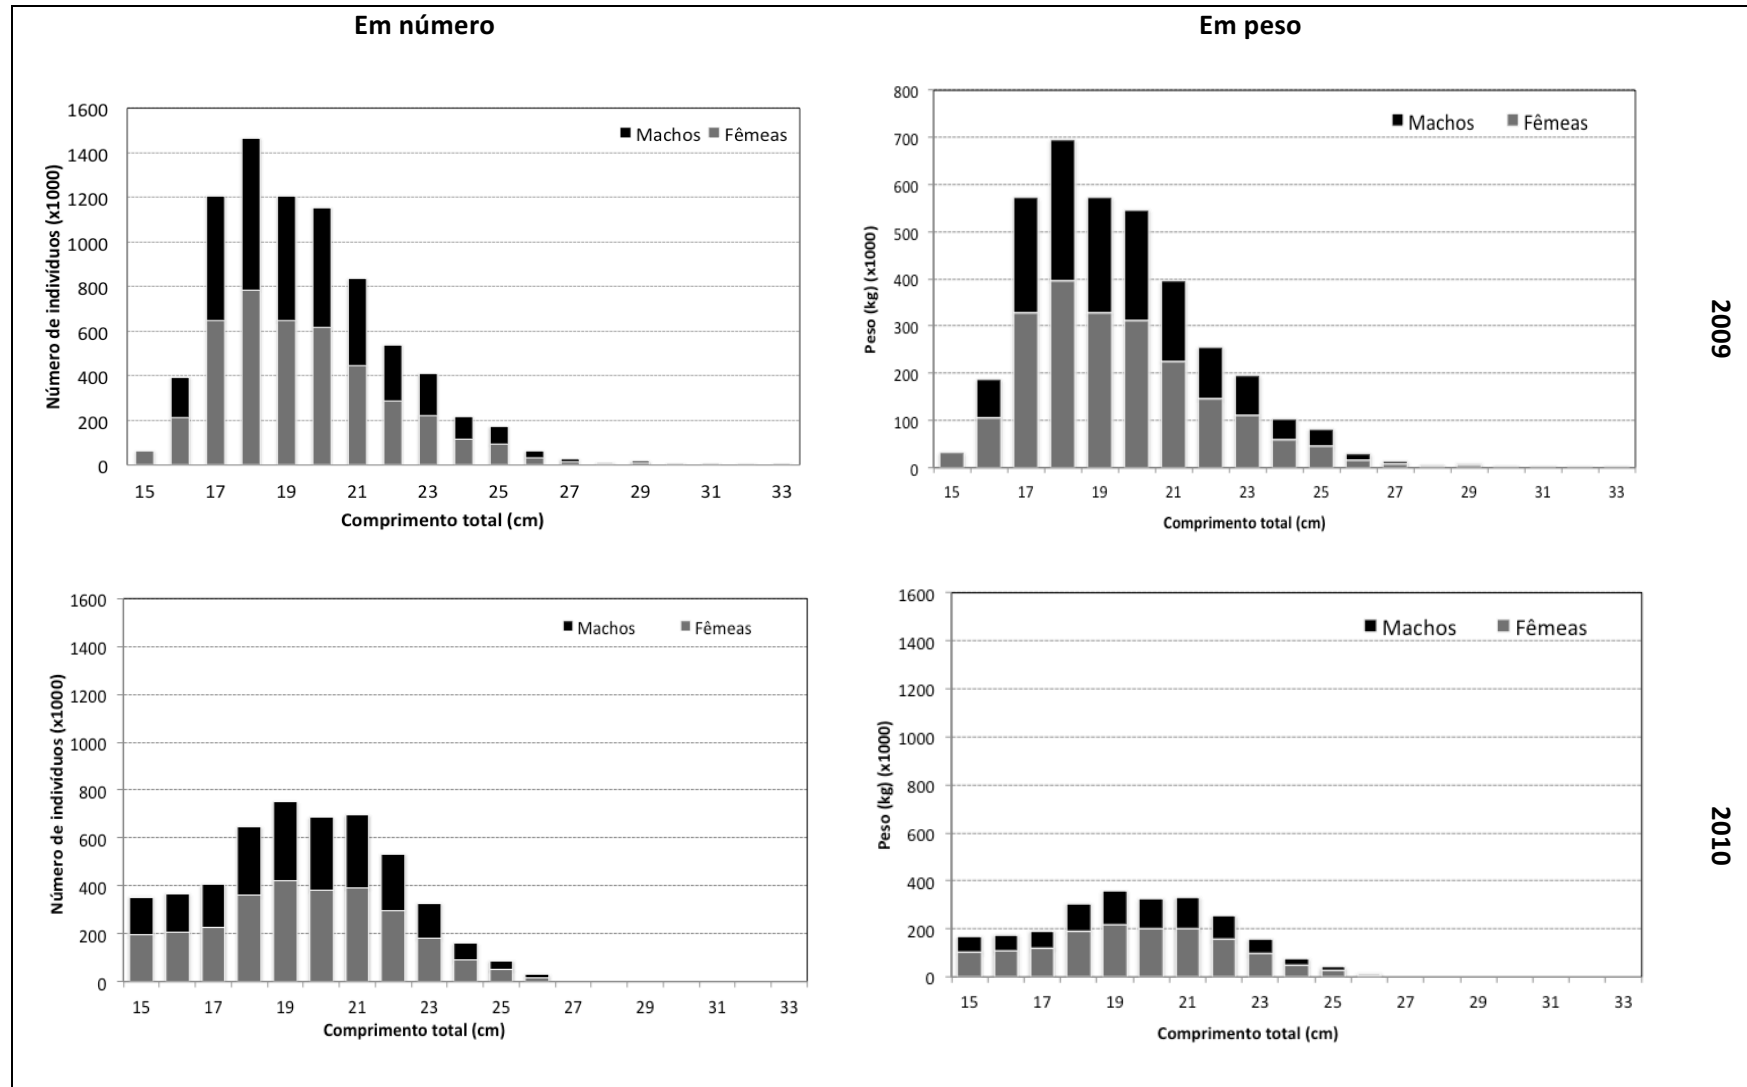 Em número
Em peso
1600
1400
1200
1000
800
600
400
200
0
Número de indivíduos (x1000)
Machos Fêmeas
15 17 19 21 23 25 27 29 31 33
Comprimento total (cm)
800
700
600
500
400
300
200
100
0
Peso (kg) (x1000)
Machos Fêmeas
15 17 19 21 23 25 27 29 31 33
Comprimento total (cm)
2009
1600
1400
1200
1000
800
600
400
200
0
Número de indivíduos (x1000)
Machos Fêmeas
15 17 19 21 23 25 27 29 31 33
Comprimento total (cm)
1600
1400
1200
1000
800
600
400
200
0
Peso (kg) (x1000)
Machos Fêmeas
15 17 19 21 23 25 27 29 31 33
Comprimento total (cm)
2010